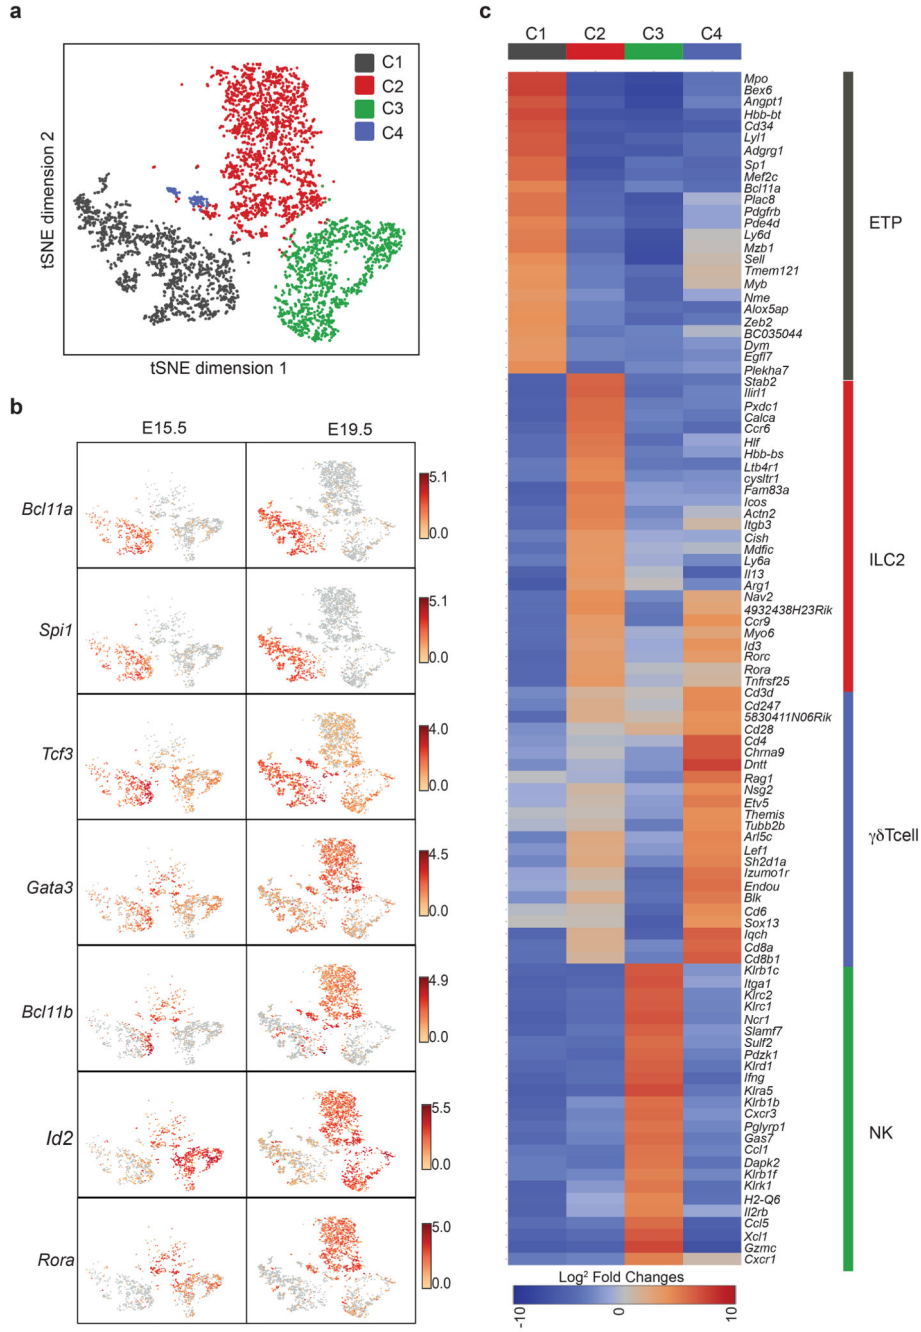 a
C1
C2
C3
C4
tSNE dimension 2
tSNE dimension 1
b
E15.5
E19.5
Bcl11a
5.1
0.0
Spi1
5.1
0.0
Tcf3
4.0
0.0
Gata3
4.5
0.0
Bcl11b
4.9
0.0
Id2
5.5
0.0
Rora
5.0
0.0
c
C1 C2 C3 C4
Mpo
Bex6
Angpt1
Hbb-bt
Cd34
Lyl1
Adgrg1
Sp1
Mef2c
Bcl11a
Plac8
Pdgfrb
Pde4d
Ly6d
Mzb1
Sell
Tmem121
Myb
Nme
Alox5ap
Zeb2
BC035044
Dym
Egfl7
Plekha7
Stab2
Ilirl1
Pxdc1
Calca
Ccr6
Hlf
Hbb-bs
Ltb4r1
cysltr1
Fam83a
Icos
Actn2
Itgb3
Cish
Mdfic
Ly6a
Il13
Arg1
Nav2
4932438H23Rik
Ccr9
Myo6
Id3
Rorc
Rora
Tnfrsf25
Cd3d
Cd247
5830411N06Rik
Cd28
Cd4
Chrna9
Dntt
Rag1
Nsg2
Etv5
Themis
Tubb2b
Arl5c
Lef1
Sh2d1a
Izumo1r
Endou
Blk
Cd6
Sox13
Iqch
Cd8a
Cd8b1
Klrb1c
Itga1
Klrc2
Klrc1
Ncr1
Slamf7
Sulf2
Pdzk1
Klrd1
Ifng
Klra5
Klrb1b
Cxcr3
Pglyrp1
Gas7
Ccl1
Dapk2
Klrb1f
Klrk1
H2-Q6
Il2rb
Ccl5
Xcl1
Gzmc
Cxcr1
ETP
ILC2
γδTcell
NK
Log² Fold Changes
-10
0
10